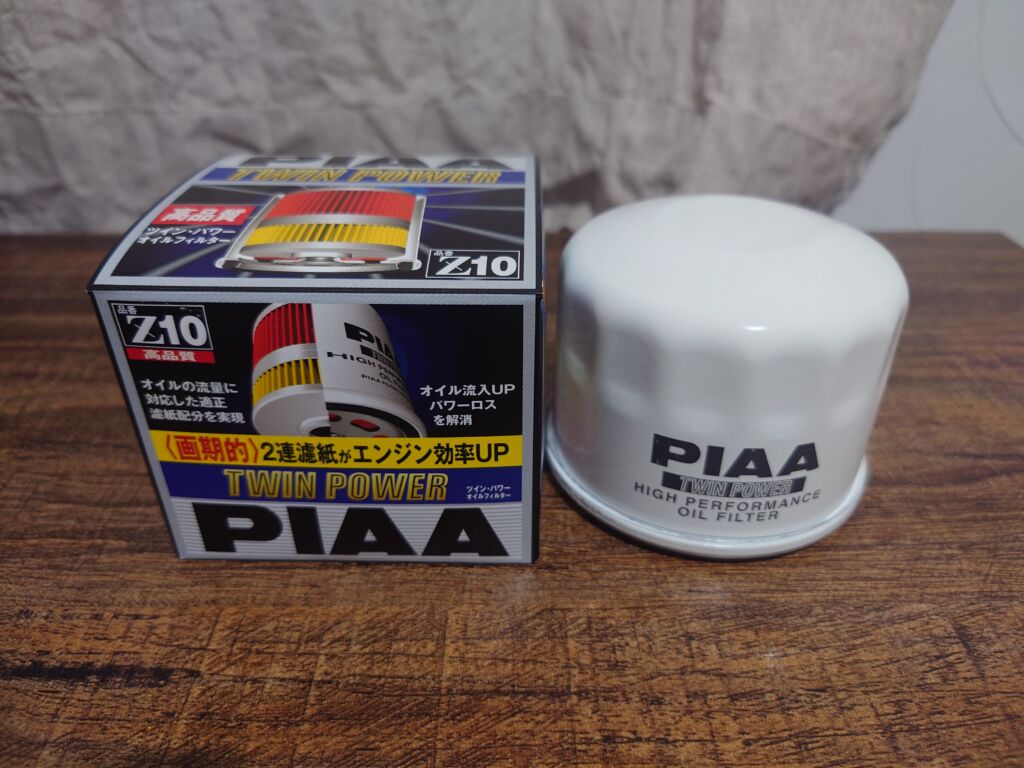 PIAA
TWIN POWER
高品質
ツイン・パワー
オイルフィルター
品番
Z10
品番
Z10
高品質
オイルの流量に
対応した適正
濾紙配分を実現
PIAA
HIGH PE
OIL F
オイル流入UP
パワーロス
を解消
〈画期的〉2連濾紙がエンジン効率UP
TWIN POWER
ツイン・パワー
オイルフィルター
PIAA
PIAA
TWIN POWER
HIGH PERFORMANCE
OIL FILTER